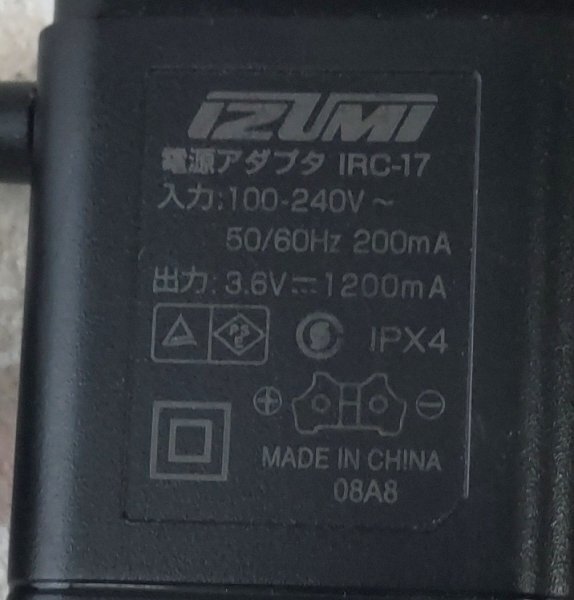 IZUMI
電源アダプタ IRC-17
入力:100-240V～
50/60Hz 200mA
出力: 3.6V⎓1200mA
PS
E
IPX4
⊕ ⊖
MADE IN CHINA
08A8